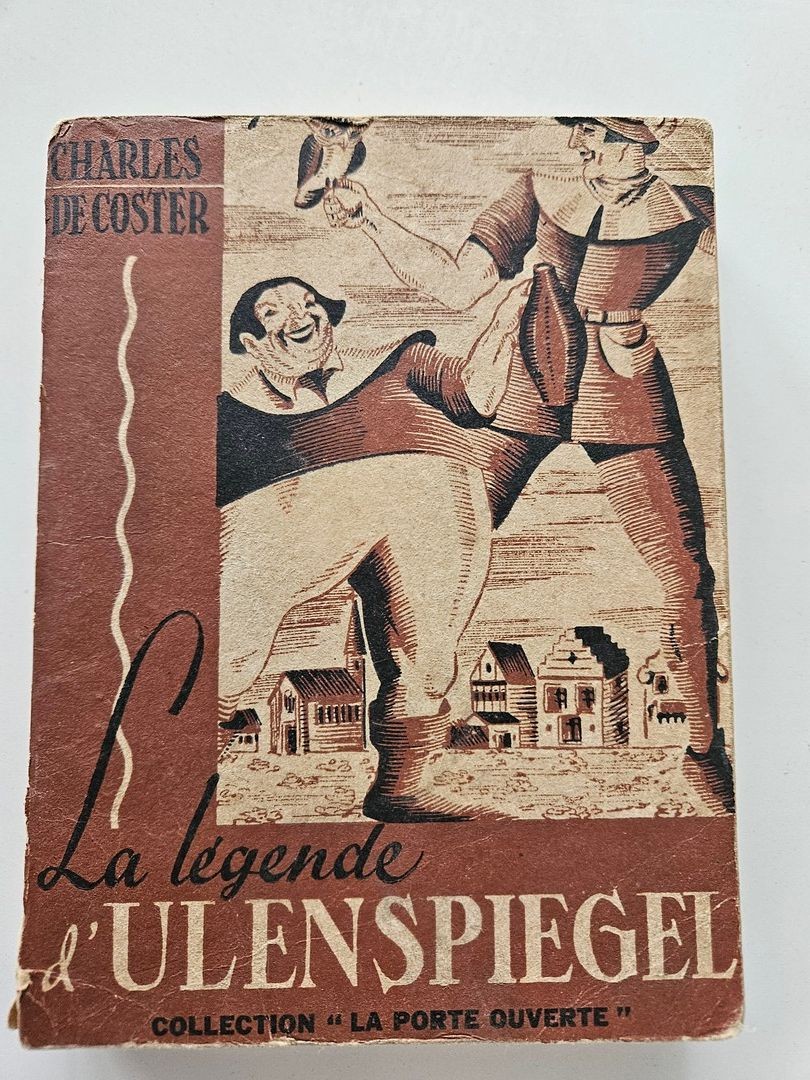 CHARLES
DE COSTER
La légende
d'ULENSPIEGEL
COLLECTION "LA PORTE OUVERTE"